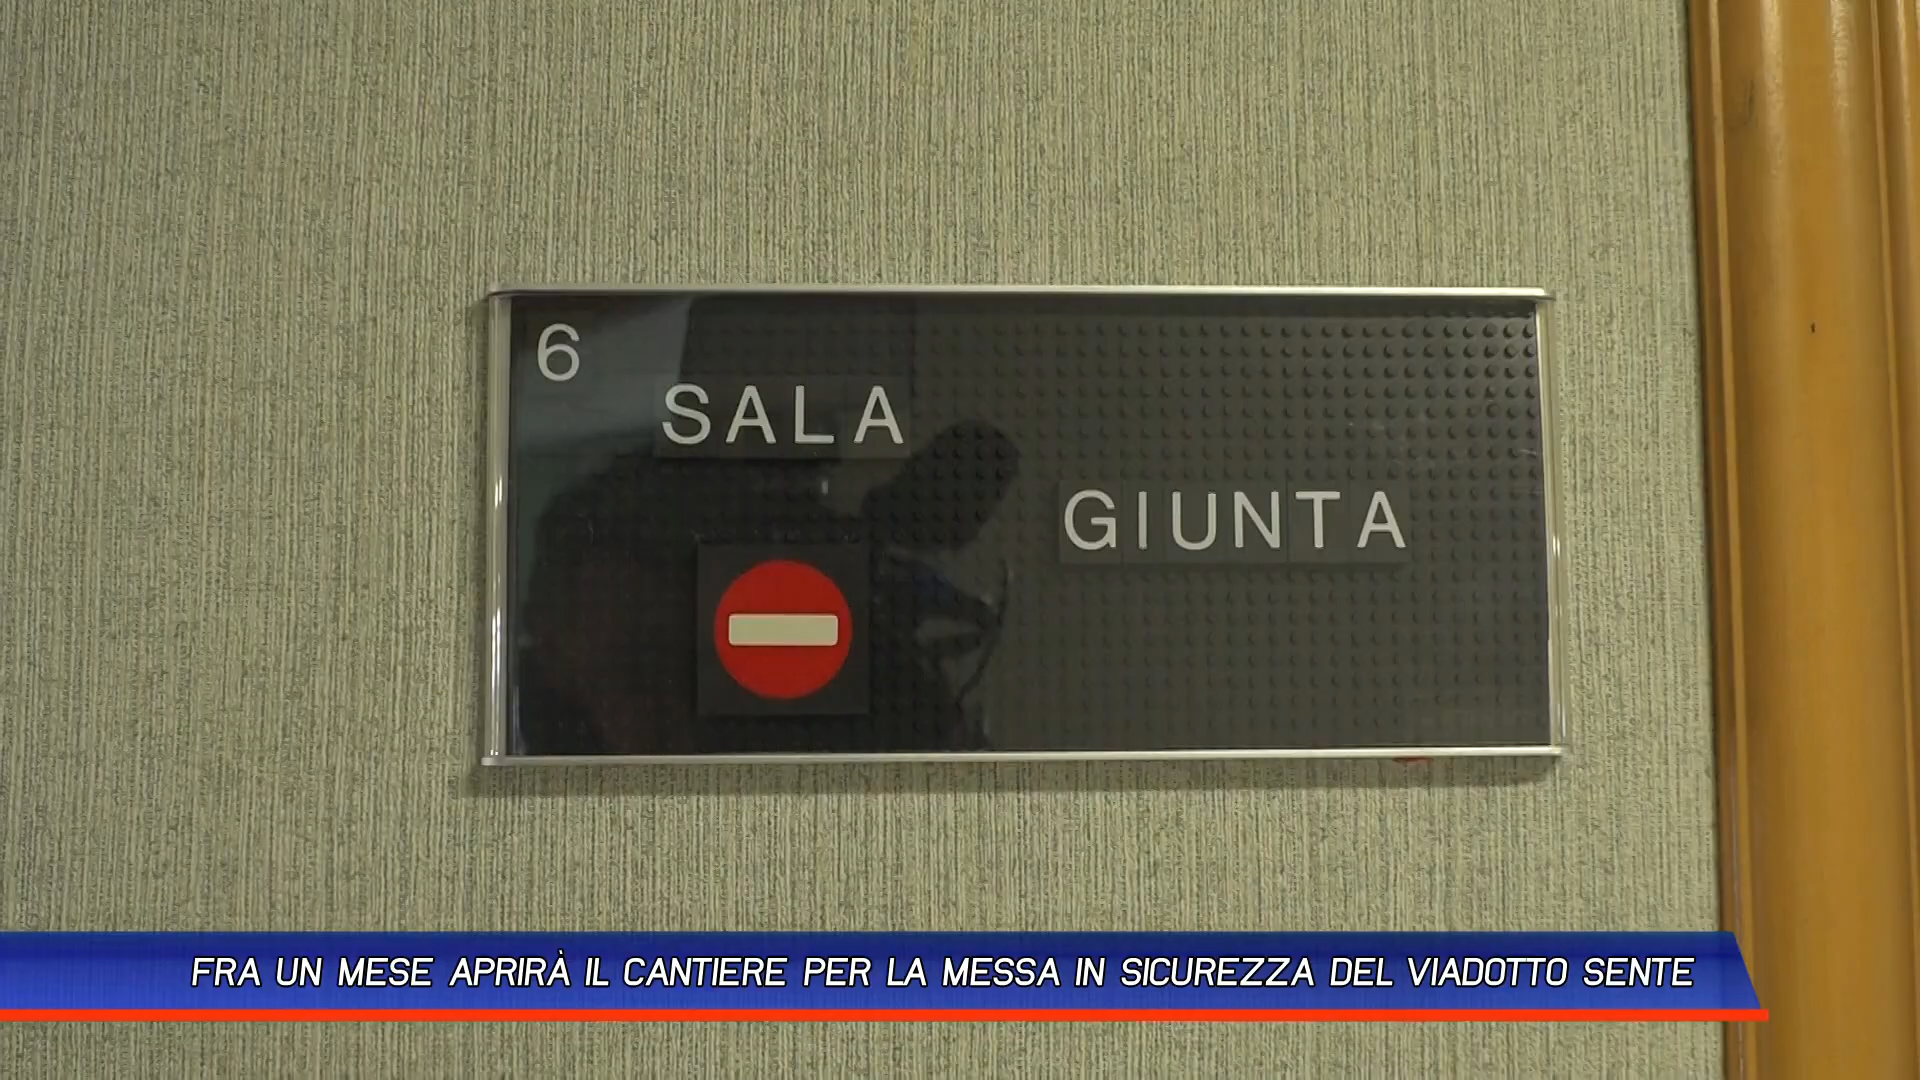 6
SALA
GIUNTA
FRA UN MESE APRIRÀ IL CANTIERE PER LA MESSA IN SICUREZZA DEL VIADOTTO SENTE